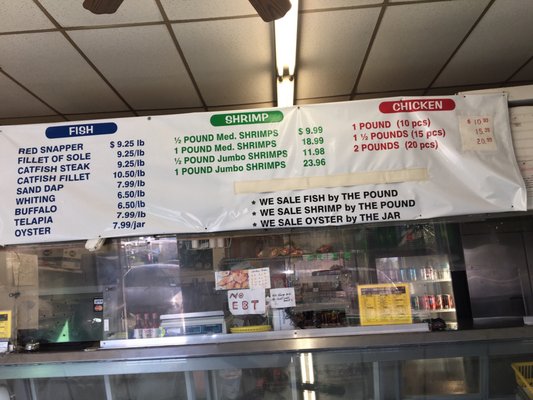 FISH
RED SNAPPER $ 9.25 lb
FILLET OF SOLE 9.25 lb
CATFISH STEAK 9.25/lb
CATFISH FILLET 10.50/lb
SAND DAP 7.99/lb
WHITING 6.50/lb
BUFFALO 6.50/lb
TELAPIA 7.99/lb
OYSTER 7.99/jar
SHRIMP
½ POUND Med. SHRIMPS $ 9.99
1 POUND Med. SHRIMPS 18.99
½ POUND Jumbo SHRIMPS 11.98
1 POUND Jumbo SHRIMPS 23.96
CHICKEN
1 POUND (10 pcs)
1 ½ POUNDS (15 pcs)
2 POUNDS (20 pcs)
* WE SALE FISH by THE POUND
* WE SALE SHRIMP by THE POUND
* WE SALE OYSTER by THE JAR
NO
EBT